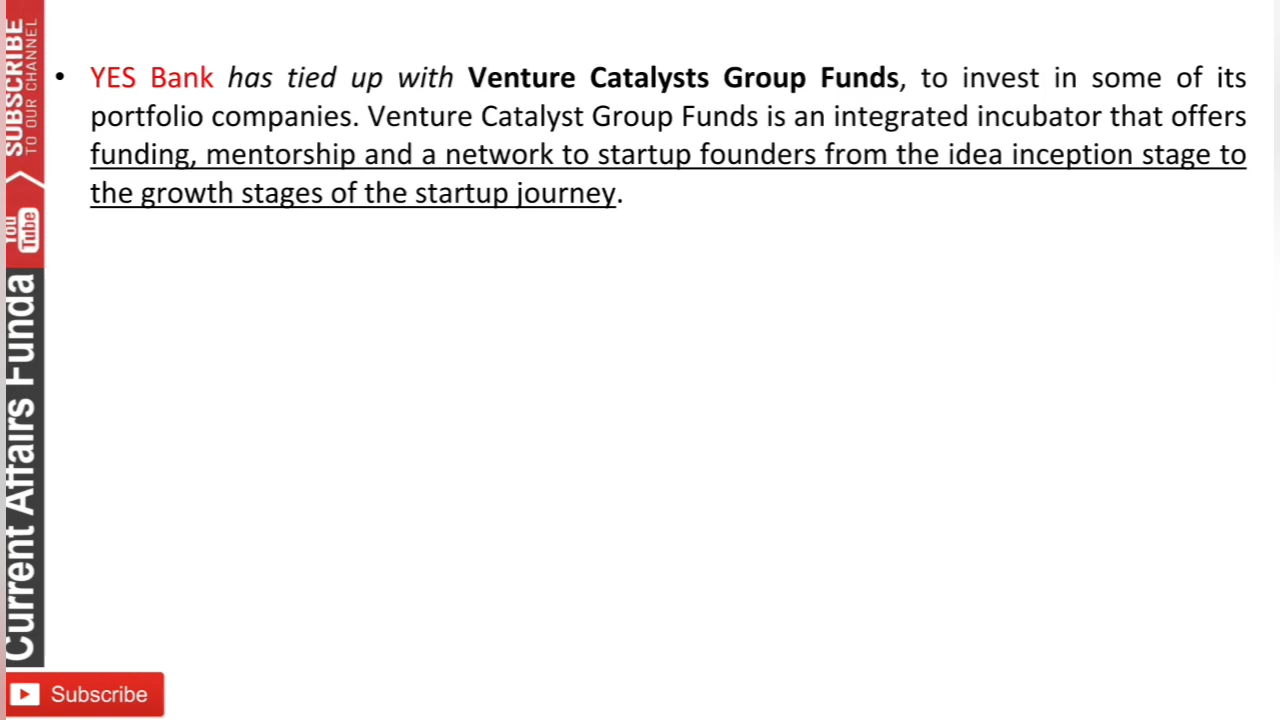 • YES Bank has tied up with Venture Catalysts Group Funds, to invest in some of its
portfolio companies. Venture Catalyst Group Funds is an integrated incubator that offers
funding, mentorship and a network to startup founders from the idea inception stage to
the growth stages of the startup journey.
SUBSCRIBE
TO OUR CHANNEL
You
Tube
Current Affairs Funda
Subscribe